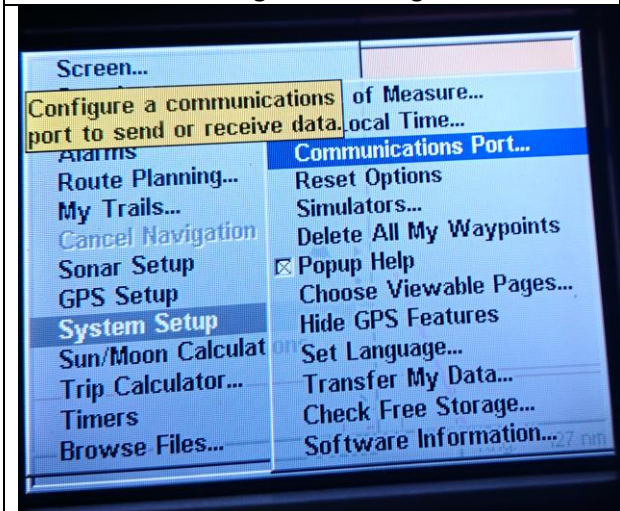 Screen...
Configure a communications
port to send or receive data.
of Measure...
Local Time...
Alarms
Route Planning...
My Trails...
Cancel Navigation
Sonar Setup
GPS Setup
System Setup
Sun/Moon Calculat
Trip Calculator...
Timers
Browse Files...
Communications Port...
Reset Options
Simulators...
Delete All My Waypoints
Popup Help
Choose Viewable Pages...
Hide GPS Features
Set Language...
Transfer My Data...
Check Free Storage...
Software Information...
nm